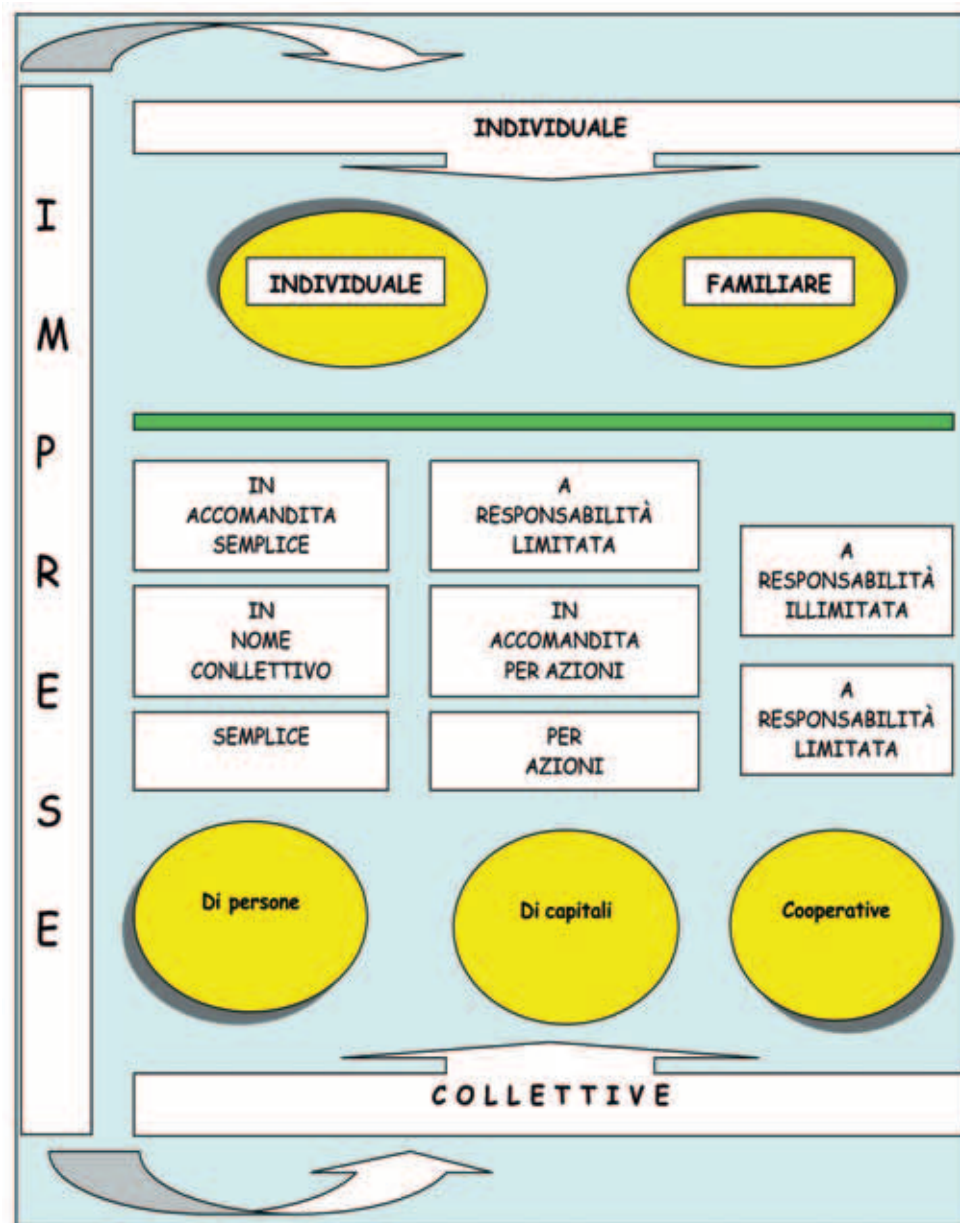 IMPRESE
INDIVIDUALE
INDIVIDUALE
FAMILIARE
IN
ACCOMANDITA
SEMPLICE
IN
NOME
CONLLETTIVO
SEMPLICE
A
RESPONSABILITÀ
LIMITATA
IN
ACCOMANDITA
PER AZIONI
PER
AZIONI
A
RESPONSABILITÀ
ILLIMITATA
A
RESPONSABILITÀ
LIMITATA
Di persone
Di capitali
Cooperative
COLLETTIVE